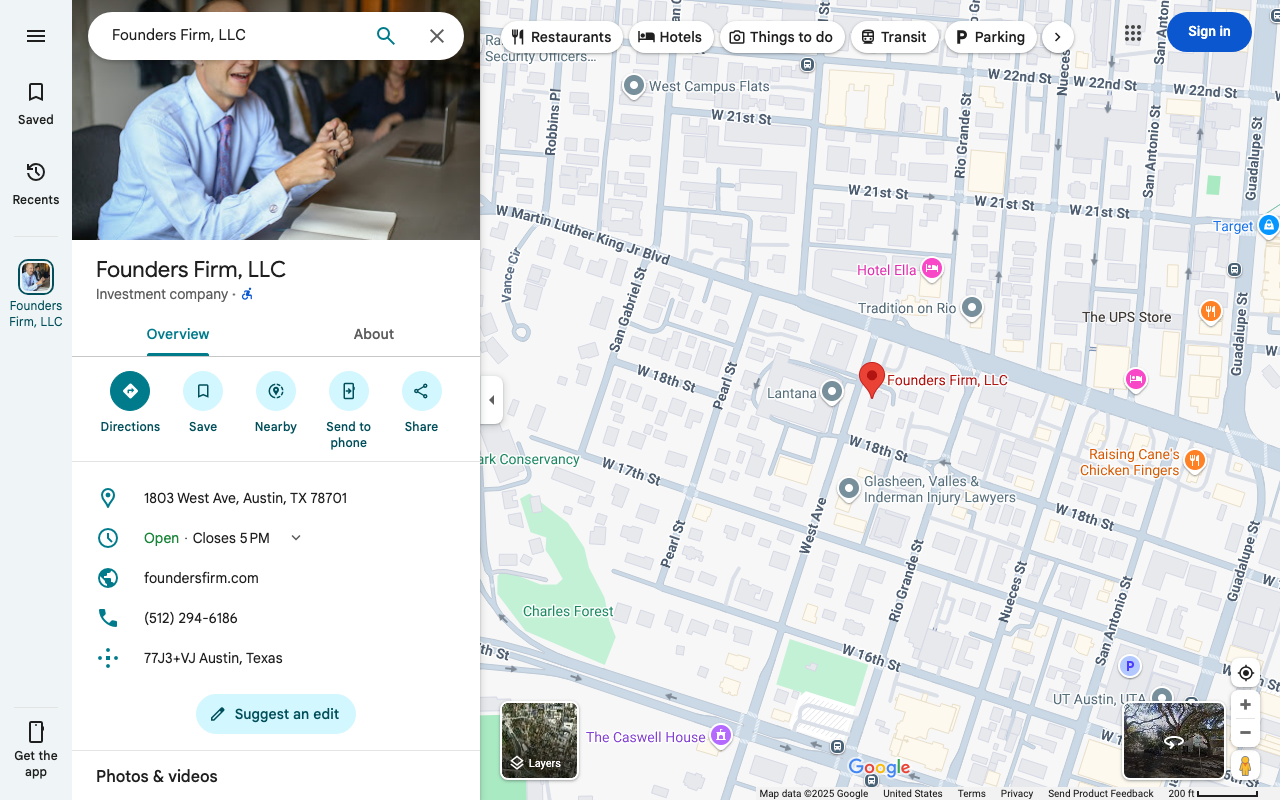 Founders Firm, LLC
Saved
Recents
Founders
Firm, LLC
Get the
app
Founders Firm, LLC
Investment company ·
Overview
About
Directions
Save
Nearby
Send to
phone
Share
1803 West Ave, Austin, TX 78701
Open · Closes 5 PM
foundersfirm.com
(512) 294-6186
77J3+VJ Austin, Texas
Suggest an edit
Photos & videos
Restaurants
Hotels
Things to do
Transit
Parking
Sign in
Security Officers...
West Campus Flats
W 22nd St
W 22nd St
W 22nd St
W 21st St
W 21st St
W 21st St
W 21st St
Robbins Pl
Rio Grande St
Nueces
San Antonio St
San Anton
Guadalupe St
Target
W Martin Luther King Jr Blvd
Vance Cir
San Gabriel St
Hotel Ella
Tradition on Rio
The UPS Store
Guadalupe St
Pearl St
W 18th St
Lantana
Founders Firm, LLC
W 18th St
Raising Cane's
Chicken Fingers
ark Conservancy
W 17th St
Glasheen, Valles &
Inderman Injury Lawyers
W 18th St
West Ave
Pearl St
Rio Grande St
Nueces St
San Antonio St
Guadalupe St
Charles Forest
W 16th St
7th St
P
UT Austin, UTA
The Caswell House
Layers
Google
Map data ©2025 Google
United States
Terms
Privacy
Send Product Feedback
200 ft